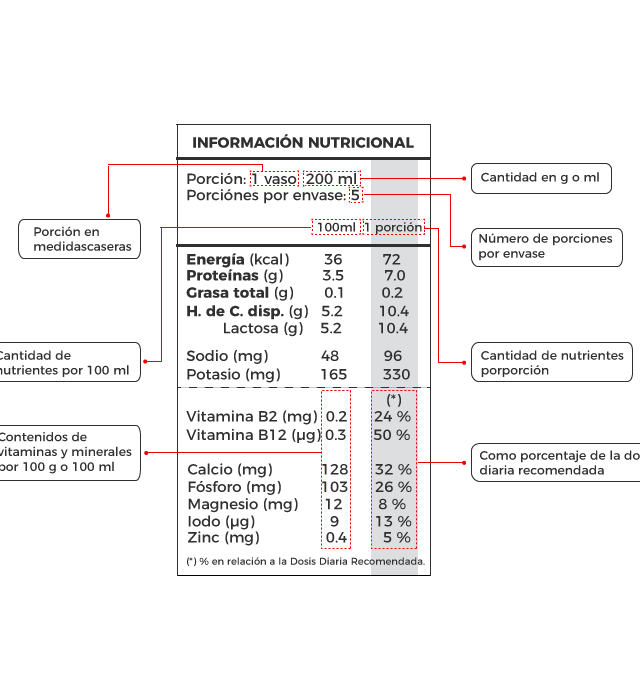 INFORMACIÓN NUTRICIONAL
Porción: 1 vaso 200 ml
Porciónes por envase: 5
100ml 1 porción
Energía (kcal) 36 72
Proteínas (g) 3.5 7.0
Grasa total (g) 0.1 0.2
H. de C. disp. (g) 5.2 10.4
Lactosa (g) 5.2 10.4
Sodio (mg) 48 96
Potasio (mg) 165 330
(*)
Vitamina B2 (mg) 0.2 24 %
Vitamina B12 (µg) 0.3 50 %
Calcio (mg) 128 32 %
Fósforo (mg) 103 26 %
Magnesio (mg) 12 8 %
Iodo (µg) 9 13 %
Zinc (mg) 0.4 5 %
(*) % en relación a la Dosis Diaria Recomendada.
Porción en
medidascaseras
Cantidad de
nutrientes por 100 ml
Contenidos de
vitaminas y minerales
por 100 g o 100 ml
Cantidad en g o ml
Número de porciones
por envase
Cantidad de nutrientes
porporción
Como porcentaje de la do
diaria recomendada